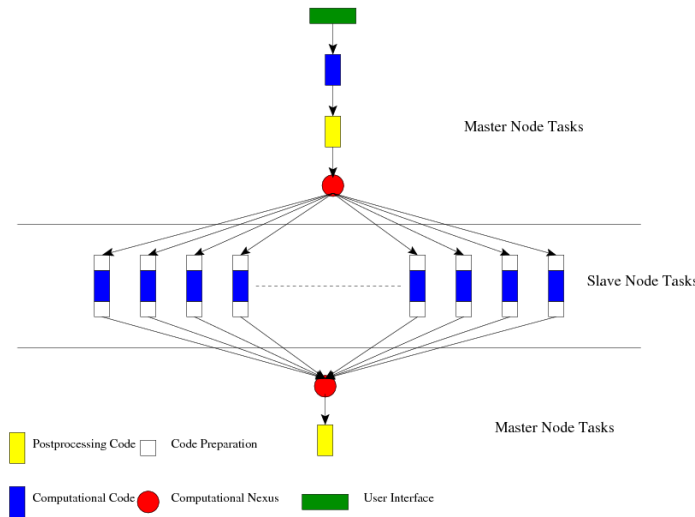 Master Node Tasks
Slave Node Tasks
Master Node Tasks
Postprocessing Code
Code Preparation
Computational Code
Computational Nexus
User Interface